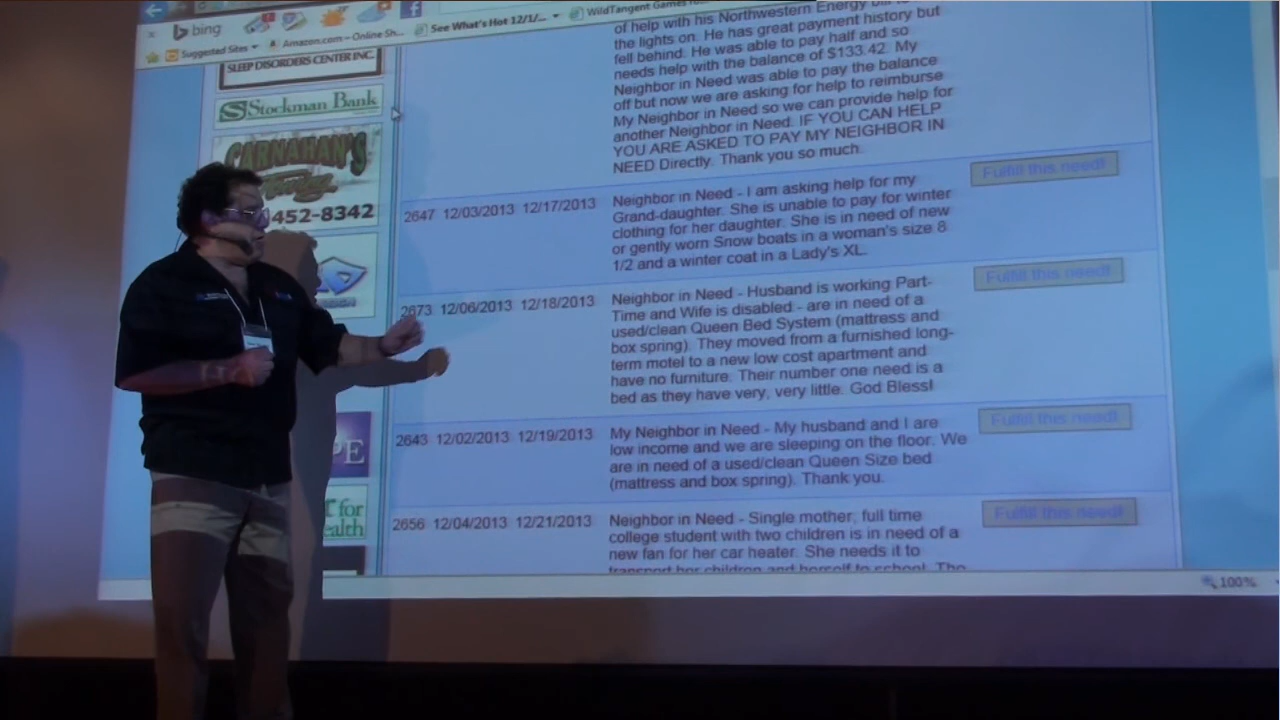 bing
See What's Hot 12/1/...
WildTangent Games
Suggested Sites
Amazon.com – Online Sh...
SLEEP DISORDERS CENTER INC.
Stockman Bank
CARNAHAN'S
452-8342
PE
for
ealth
of help with his Northwestern Energy bill
the lights on. He has great payment history but
fell behind. He was able to pay half and so
needs help with the balance of $133.42. My
Neighbor in Need was able to pay the balance
off but now we are asking for help to reimburse
My Neighbor in Need so we can provide help for
another Neighbor in Need. IF YOU CAN HELP
YOU ARE ASKED TO PAY MY NEIGHBOR IN
NEED Directly. Thank you so much.
Fulfill this need!
2647 12/03/2013 12/17/2013
Neighbor in Need - I am asking help for my
Grand-daughter. She is unable to pay for winter
clothing for her daughter. She is in need of new
or gently worn Snow boats in a woman's size 8
1/2 and a winter coat in a Lady's XL.
Fulfill this need!
2673 12/06/2013 12/18/2013
Neighbor in Need - Husband is working Part-
Time and Wife is disabled - are in need of a
used/clean Queen Bed System (mattress and
box spring). They moved from a furnished long-
term motel to a new low cost apartment and
have no furniture. Their number one need is a
bed as they have very, very little. God Bless!
Fulfill this need!
2643 12/02/2013 12/19/2013
My Neighbor in Need - My husband and I are
low income and we are sleeping on the floor. We
are in need of a used/clean Queen Size bed
(mattress and box spring). Thank you.
Fulfill this need!
2656 12/04/2013 12/21/2013
Neighbor in Need - Single mother, full time
college student with two children is in need of a
new fan for her car heater. She needs it to
transport her children and herself to school. The
100%